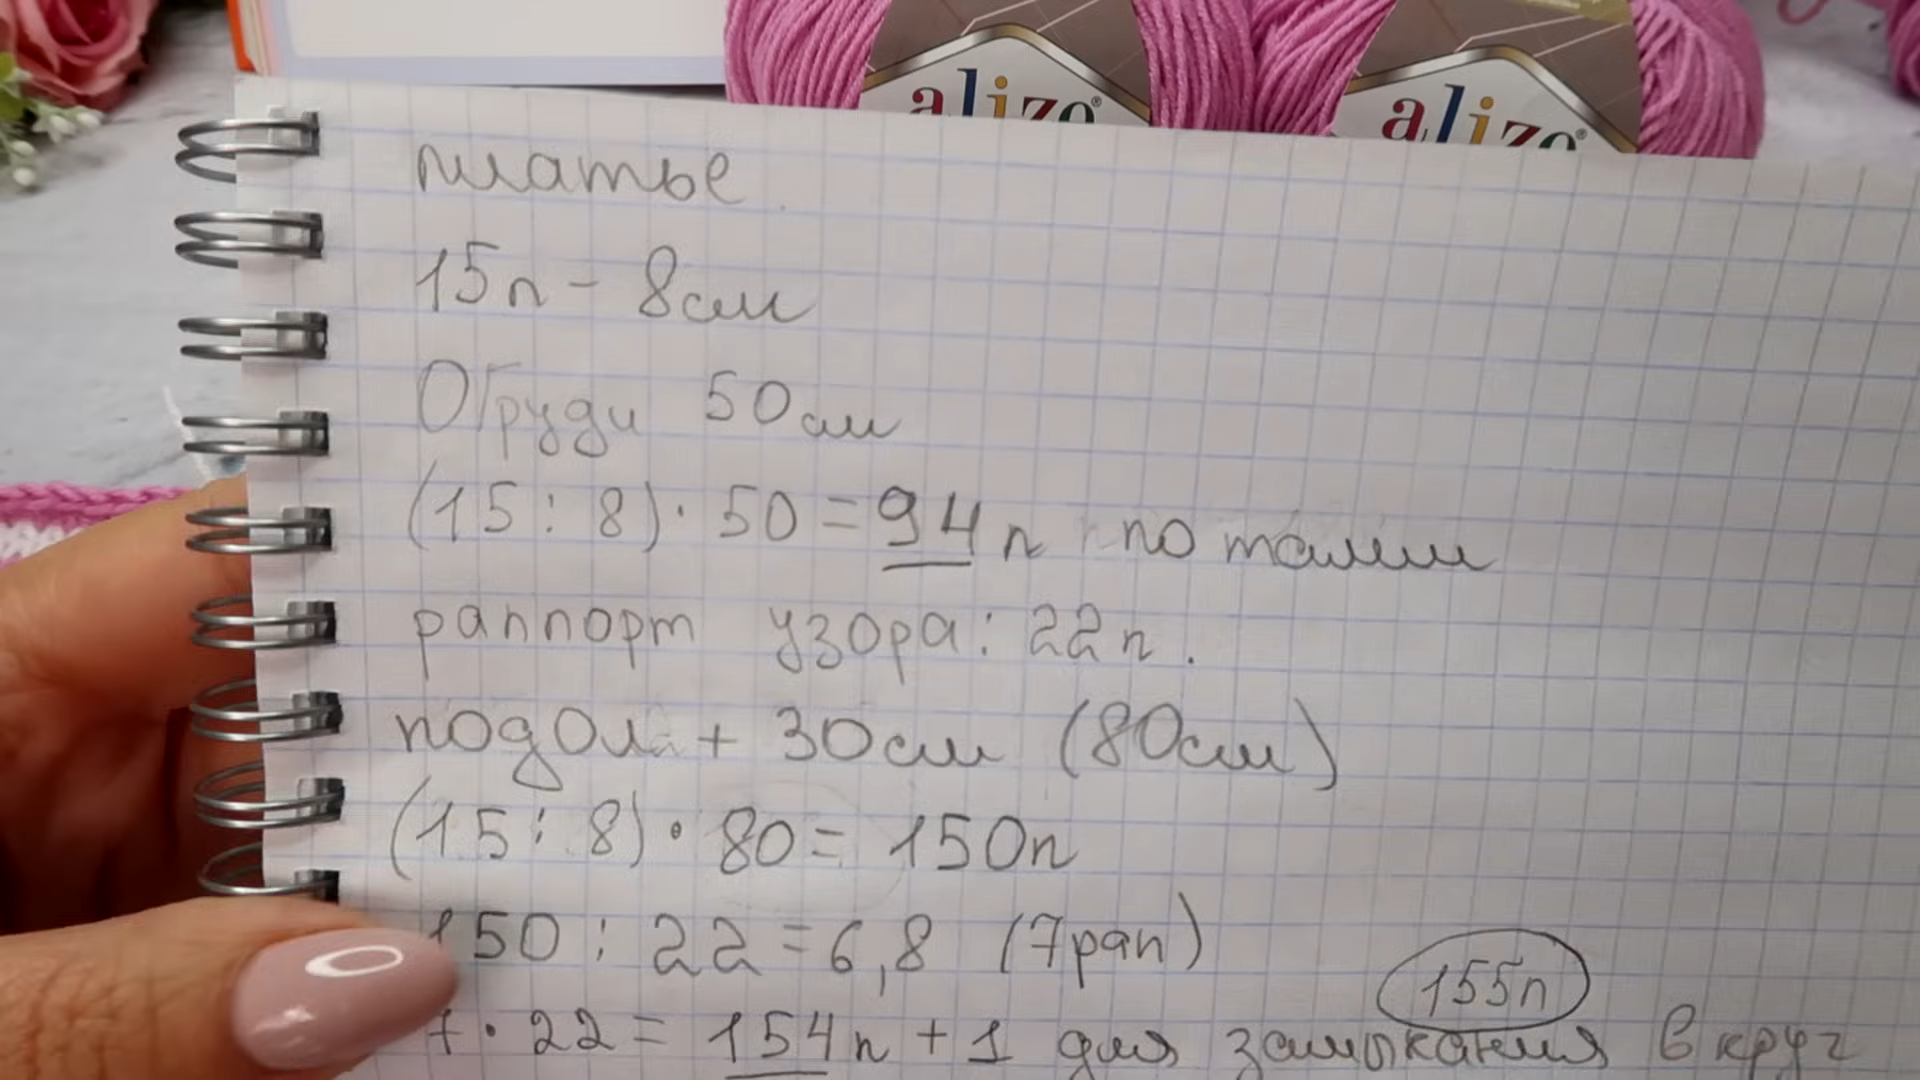 alize alize
платье
15п - 8см
Огруди 50см
(15 : 8) · 50 = 94п по талии
раппорт узора: 22п.
подол + 30см (80см)
(15 : 8) · 80 = 150п
150 : 22 = 6,8 (7рап)
155п
7 · 22 = 154п + 1 для замыкания в круг